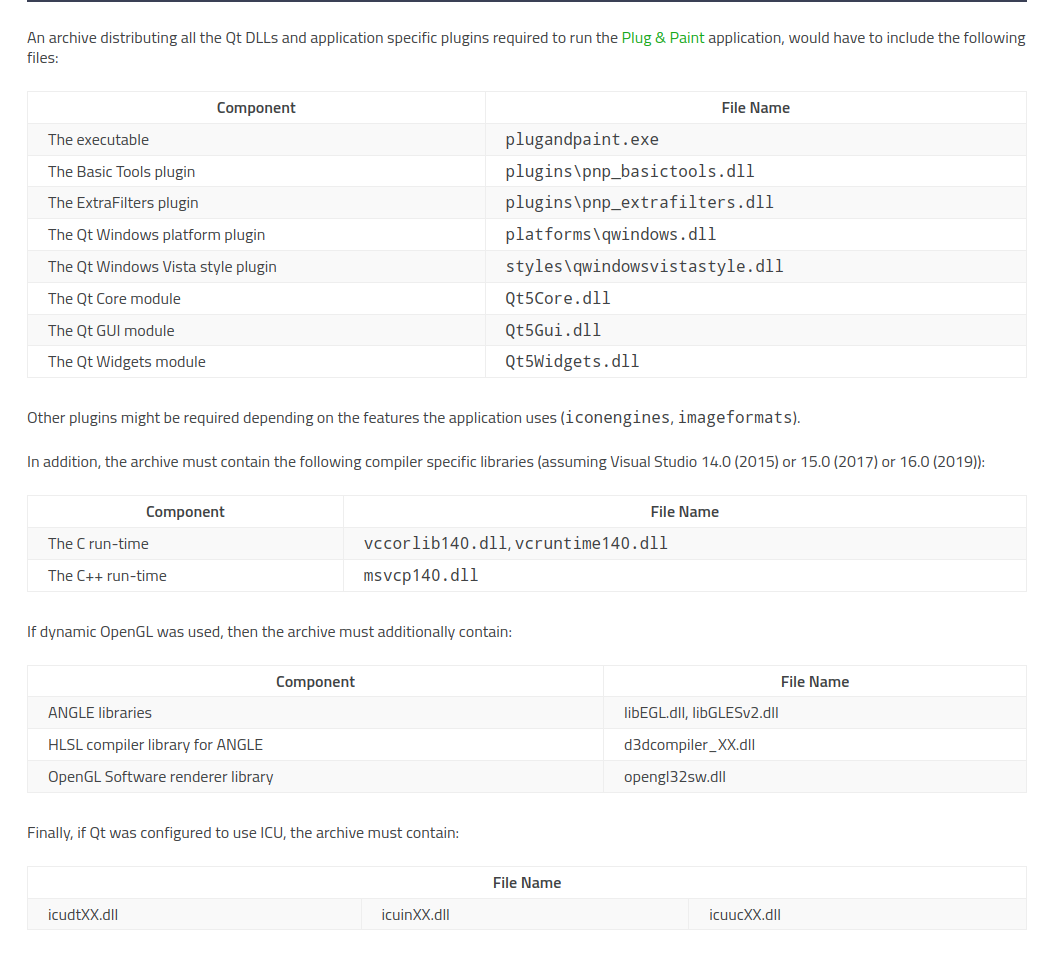 An archive distributing all the Qt DLLs and application specific plugins required to run the Plug & Paint application, would have to include the following
files:
Component File Name
The executable plugandpaint.exe
The Basic Tools plugin plugins\pnp_basictools.dll
The ExtraFilters plugin plugins\pnp_extrafilters.dll
The Qt Windows platform plugin platforms\qwindows.dll
The Qt Windows Vista style plugin styles\qwindowsvistastyle.dll
The Qt Core module Qt5Core.dll
The Qt GUI module Qt5Gui.dll
The Qt Widgets module Qt5Widgets.dll
Other plugins might be required depending on the features the application uses (iconengines, imageformats).
In addition, the archive must contain the following compiler specific libraries (assuming Visual Studio 14.0 (2015) or 15.0 (2017) or 16.0 (2019)):
Component File Name
The C run-time vccorlib140.dll, vcruntime140.dll
The C++ run-time msvcp140.dll
If dynamic OpenGL was used, then the archive must additionally contain:
Component File Name
ANGLE libraries libEGL.dll, libGLESv2.dll
HLSL compiler library for ANGLE d3dcompiler_XX.dll
OpenGL Software renderer library opengl32sw.dll
Finally, if Qt was configured to use ICU, the archive must contain:
File Name
icudtXX.dll icuinXX.dll icuucXX.dll